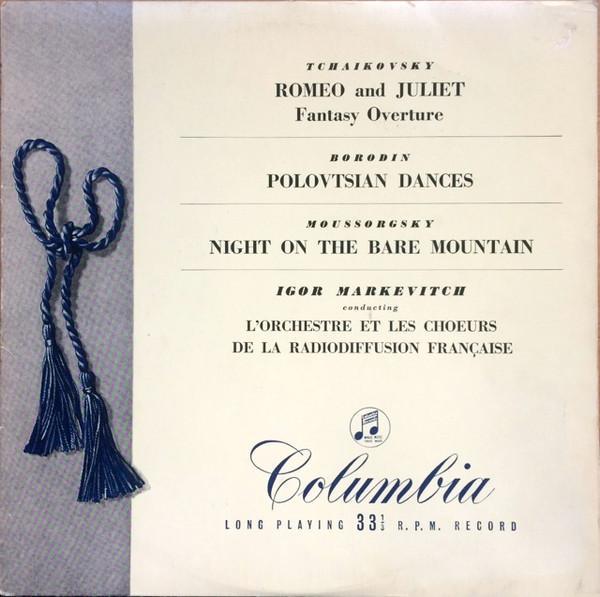 TCHAIKOVSKY
ROMEO and JULIET
Fantasy Overture
BORODIN
POLOVTSIAN DANCES
MOUSSORGSKY
NIGHT ON THE BARE MOUNTAIN
IGOR MARKEVITCH
conducting
L'ORCHESTRE ET LES CHOEURS
DE LA RADIODIFFUSION FRANÇAISE
Columbia
LONG PLAYING 33⅓ R.P.M. RECORD